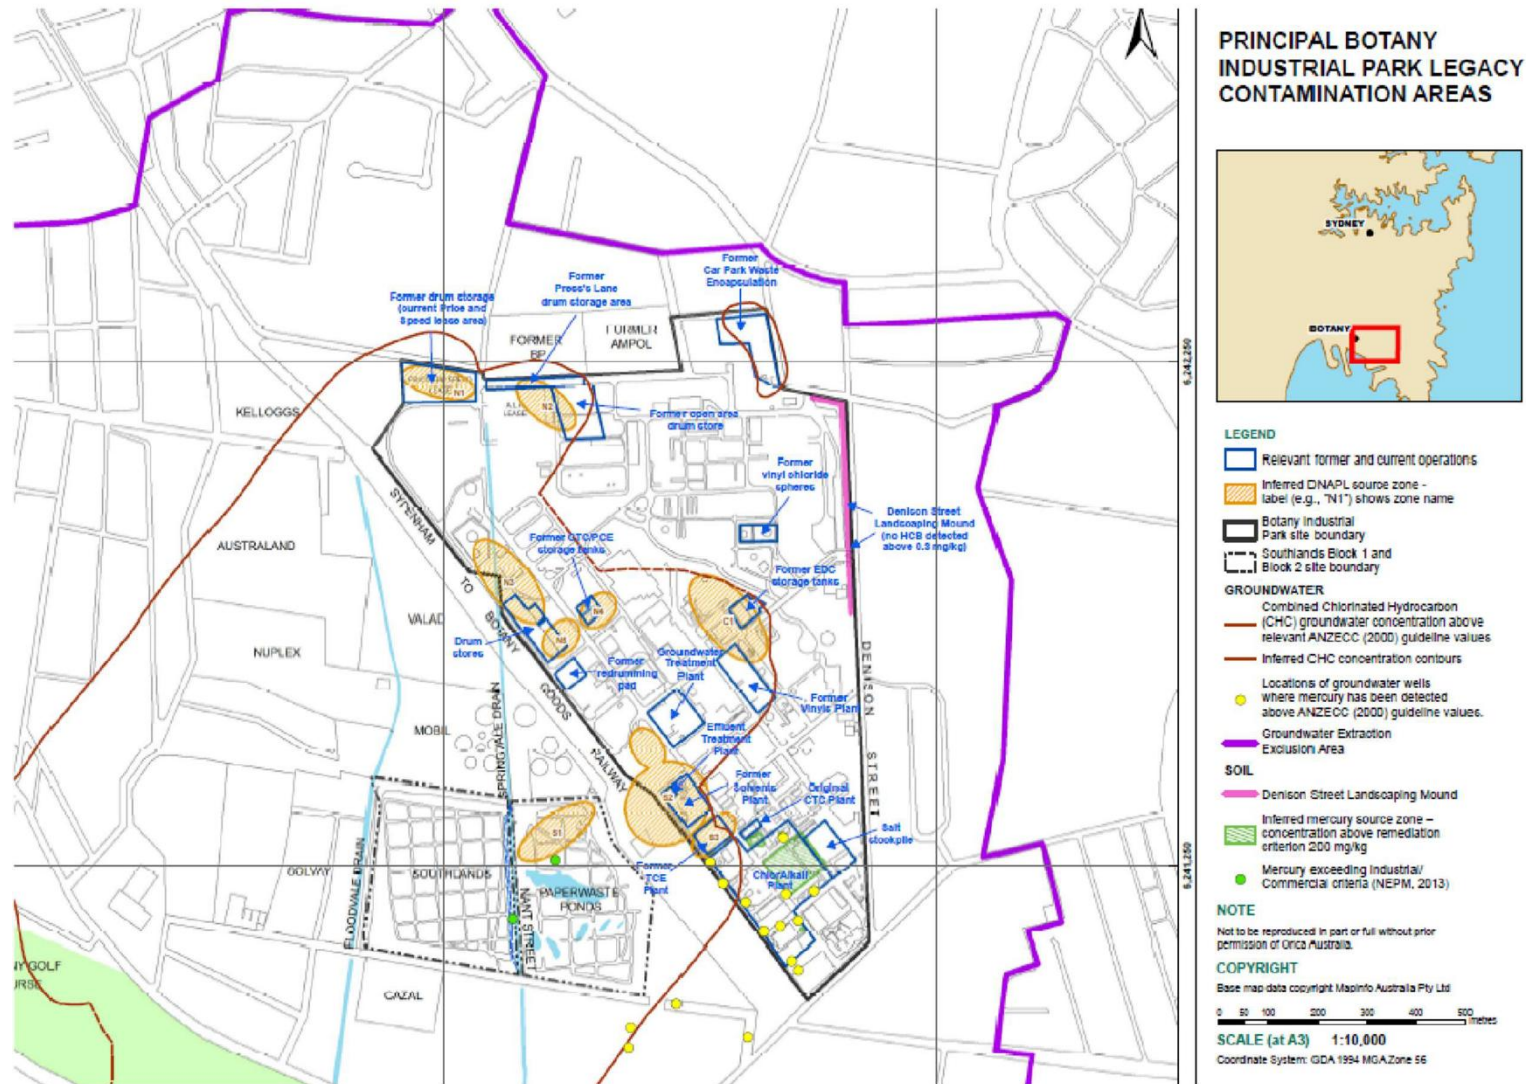 PRINCIPAL BOTANY
INDUSTRIAL PARK LEGACY
CONTAMINATION AREAS
SYDNEY
BOTANY
LEGEND
Relevant former and current operations
Inferred DNAPL source zone -
label (e.g., "N1") shows zone name
Botany Industrial
Park site boundary
Southlands Block 1 and
Block 2 site boundary
GROUNDWATER
Combined Chlorinated Hydrocarbon
(CHC) groundwater concentration above
relevant ANZECC (2000) guideline values
Inferred CHC concentration contours
Locations of groundwater wells
where mercury has been detected
above ANZECC (2000) guideline values.
Groundwater Extraction
Exclusion Area
SOIL
Denison Street Landscaping Mound
Inferred mercury source zone –
concentration above remediation
criterion 200 mg/kg
Mercury exceeding Industrial/
Commercial criteria (NEPM, 2013)
NOTE
Not to be reproduced in part or full without prior
permission of Orica Australia.
COPYRIGHT
Base map data copyright MapInfo Australia Pty Ltd
0 50 100 200 300 400 500
metres
SCALE (at A3) 1:10,000
Coordinate System: GDA 1994 MGA Zone 56
Former
Car Park Waste
Encapsulation
Former
Press's Lane
drum storage area
Former drum storage
(current Price and
Speed lease area)
FORMER
BP
FORMER
AMPOL
6,242,250
N1
N2
LEASE
KELLOGGS
Former open area
drum store
Former
vinyl chloride
spheres
SYDENHAM
TO
BOTANY
GOODS
RAILWAY
Denison Street
Landscaping Mound
(no HCB detected
above 0.3 mg/kg)
AUSTRALAND
Former CTC/PCE
storage tanks
Former EDC
storage tanks
N3
N4
C1
VALAD
NUPLEX
Drum
stores
N5
Former
redrumming
pad
Groundwater
Treatment
Plant
DENISON
STREET
Former
Vinyls Plant
SPRINGVALE DRAIN
MOBIL
Effluent
Treatment
Plant
Former
Solvents
Plant
Original
CTC Plant
S2
S1
S3
Salt
stockpile
FLOODVALE DRAIN
SOUTHLANDS
Former
TCE
Plant
ChlorAlkali
Plant
6,241,250
PAPERWASTE
PONDS
NANT STREET
CAZAL